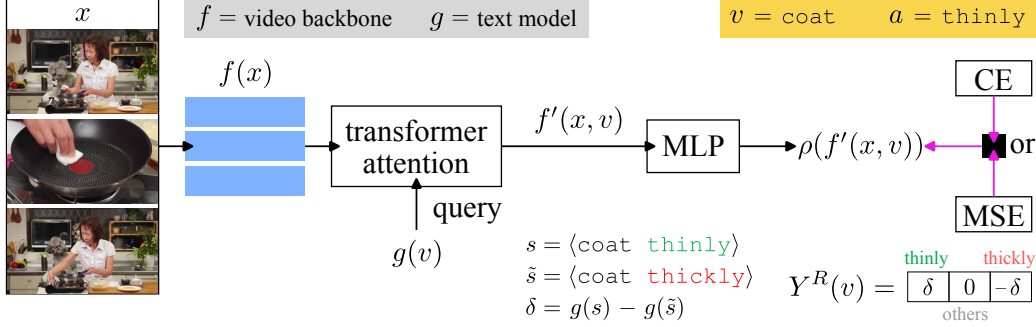 x
f = video backbone g = text model
v = coat a = thinly
f(x)
CE
transformer
attention
f′(x, v)
MLP
ρ(f′(x, v))
or
query
MSE
g(v)
s = ⟨coat thinly⟩
s̃ = ⟨coat thickly⟩
δ = g(s) − g(s̃)
thinly thickly
Y^R(v) = δ 0 −δ
others